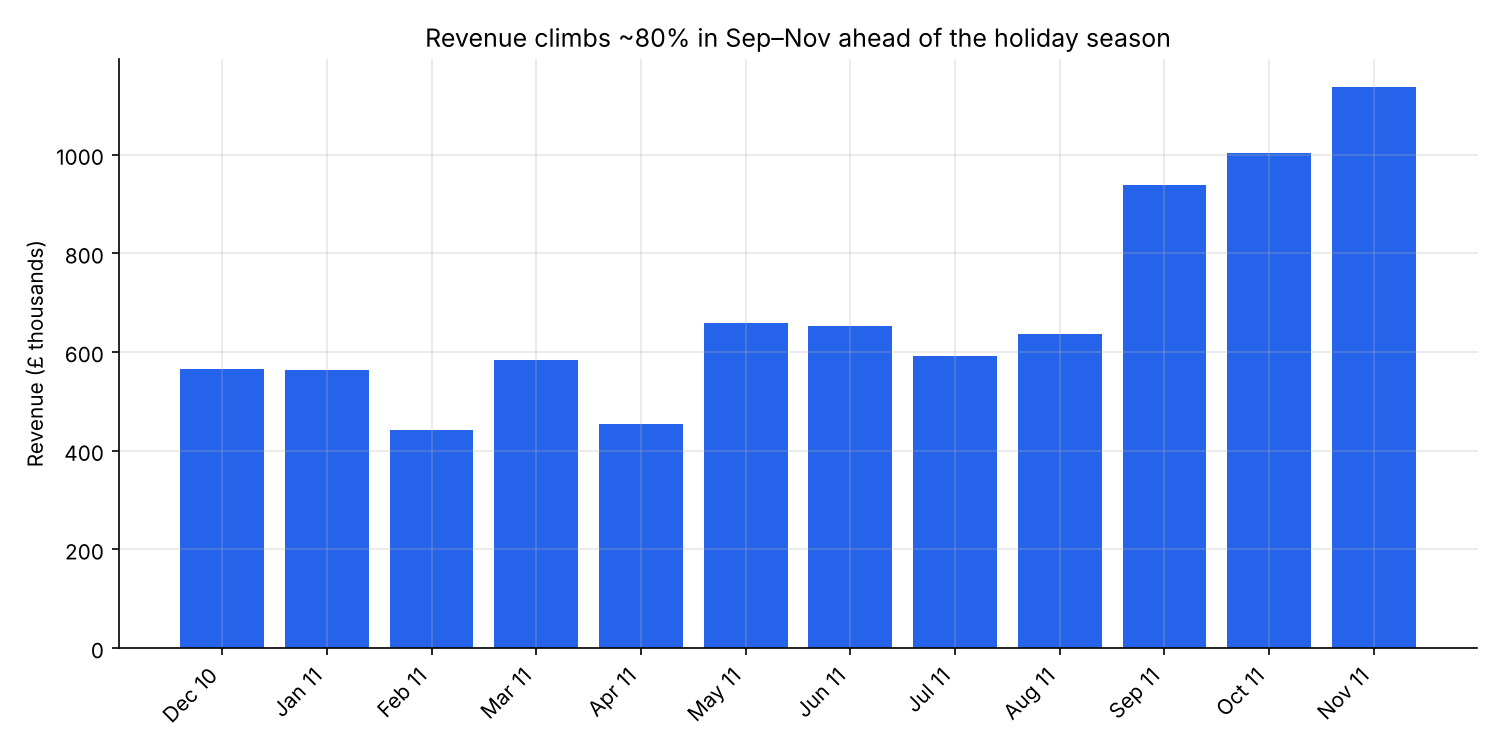 Revenue climbs ~80% in Sep–Nov ahead of the holiday season
Revenue (£ thousands)
1000
800
600
400
200
0
Dec 10
Jan 11
Feb 11
Mar 11
Apr 11
May 11
Jun 11
Jul 11
Aug 11
Sep 11
Oct 11
Nov 11